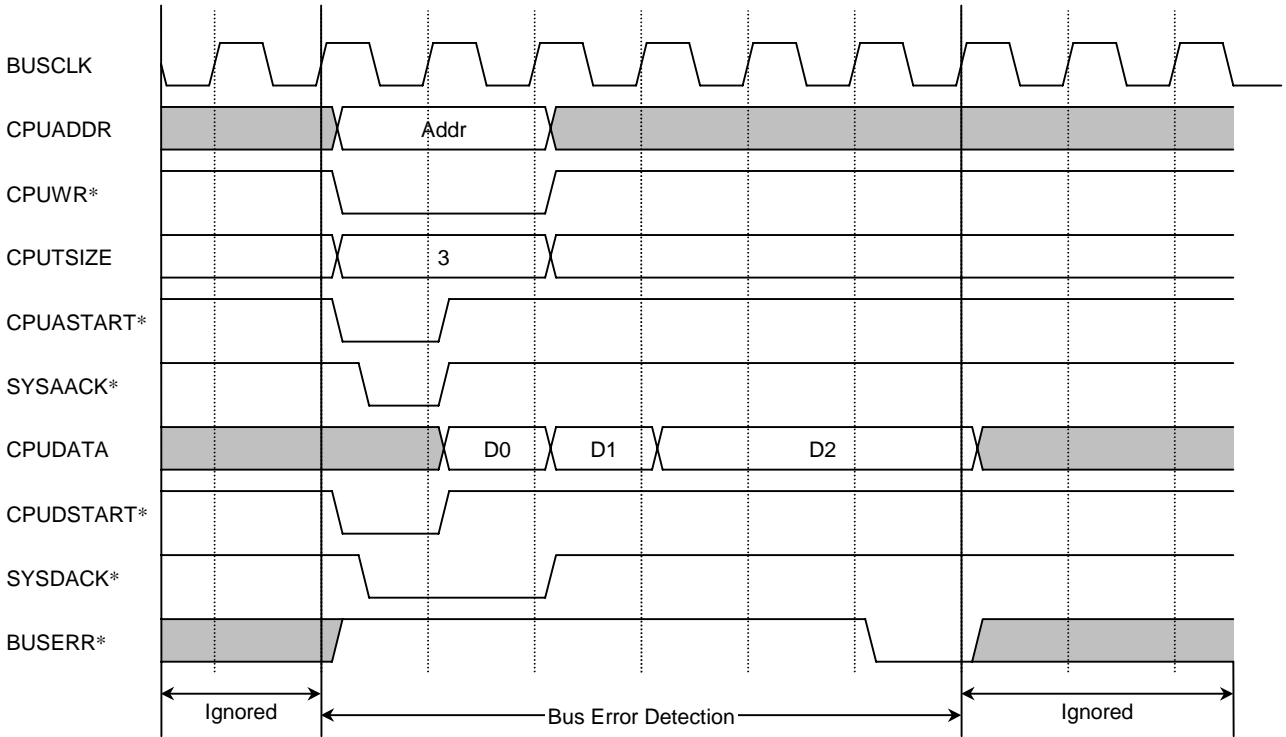 BUSCLK
CPUADDR
Addr
CPUWR*
CPUTSIZE
3
CPUASTART*
SYSAACK*
CPUDATA
D0
D1
D2
CPUDSTART*
SYSDACK*
BUSERR*
Ignored
Bus Error Detection
Ignored